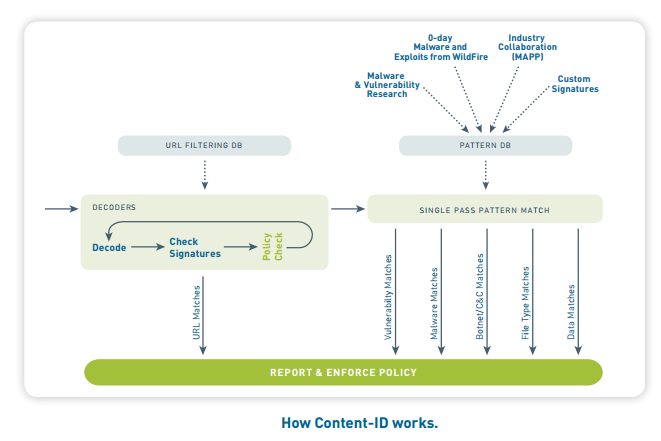 0-day
Malware and
Exploits from WildFire
Industry
Collaboration
(MAPP)
Malware
& Vulnerability
Research
Custom
Signatures
URL FILTERING DB
PATTERN DB
DECODERS
Decode
Check
Signatures
Policy
Check
SINGLE PASS PATTERN MATCH
URL Matches
Vulnerabilty Matches
Malware Matches
Botnet/C&C Matches
File Type Matches
Data Matches
REPORT & ENFORCE POLICY
How Content-ID works.